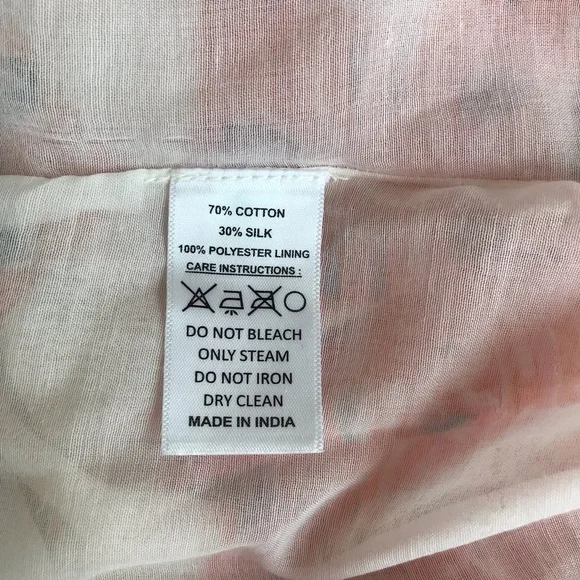 70% COTTON
30% SILK
100% POLYESTER LINING
CARE INSTRUCTIONS :
DO NOT BLEACH
ONLY STEAM
DO NOT IRON
DRY CLEAN
MADE IN INDIA